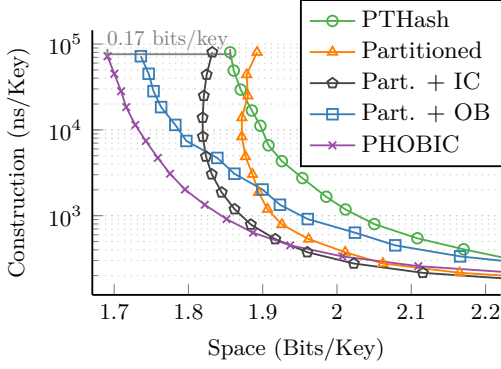 PTHash
Partitioned
Part. + IC
Part. + OB
PHOBIC
0.17 bits/key
10^5
10^4
10^3
Construction (ns/Key)
1.7 1.8 1.9 2 2.1 2.2
Space (Bits/Key)